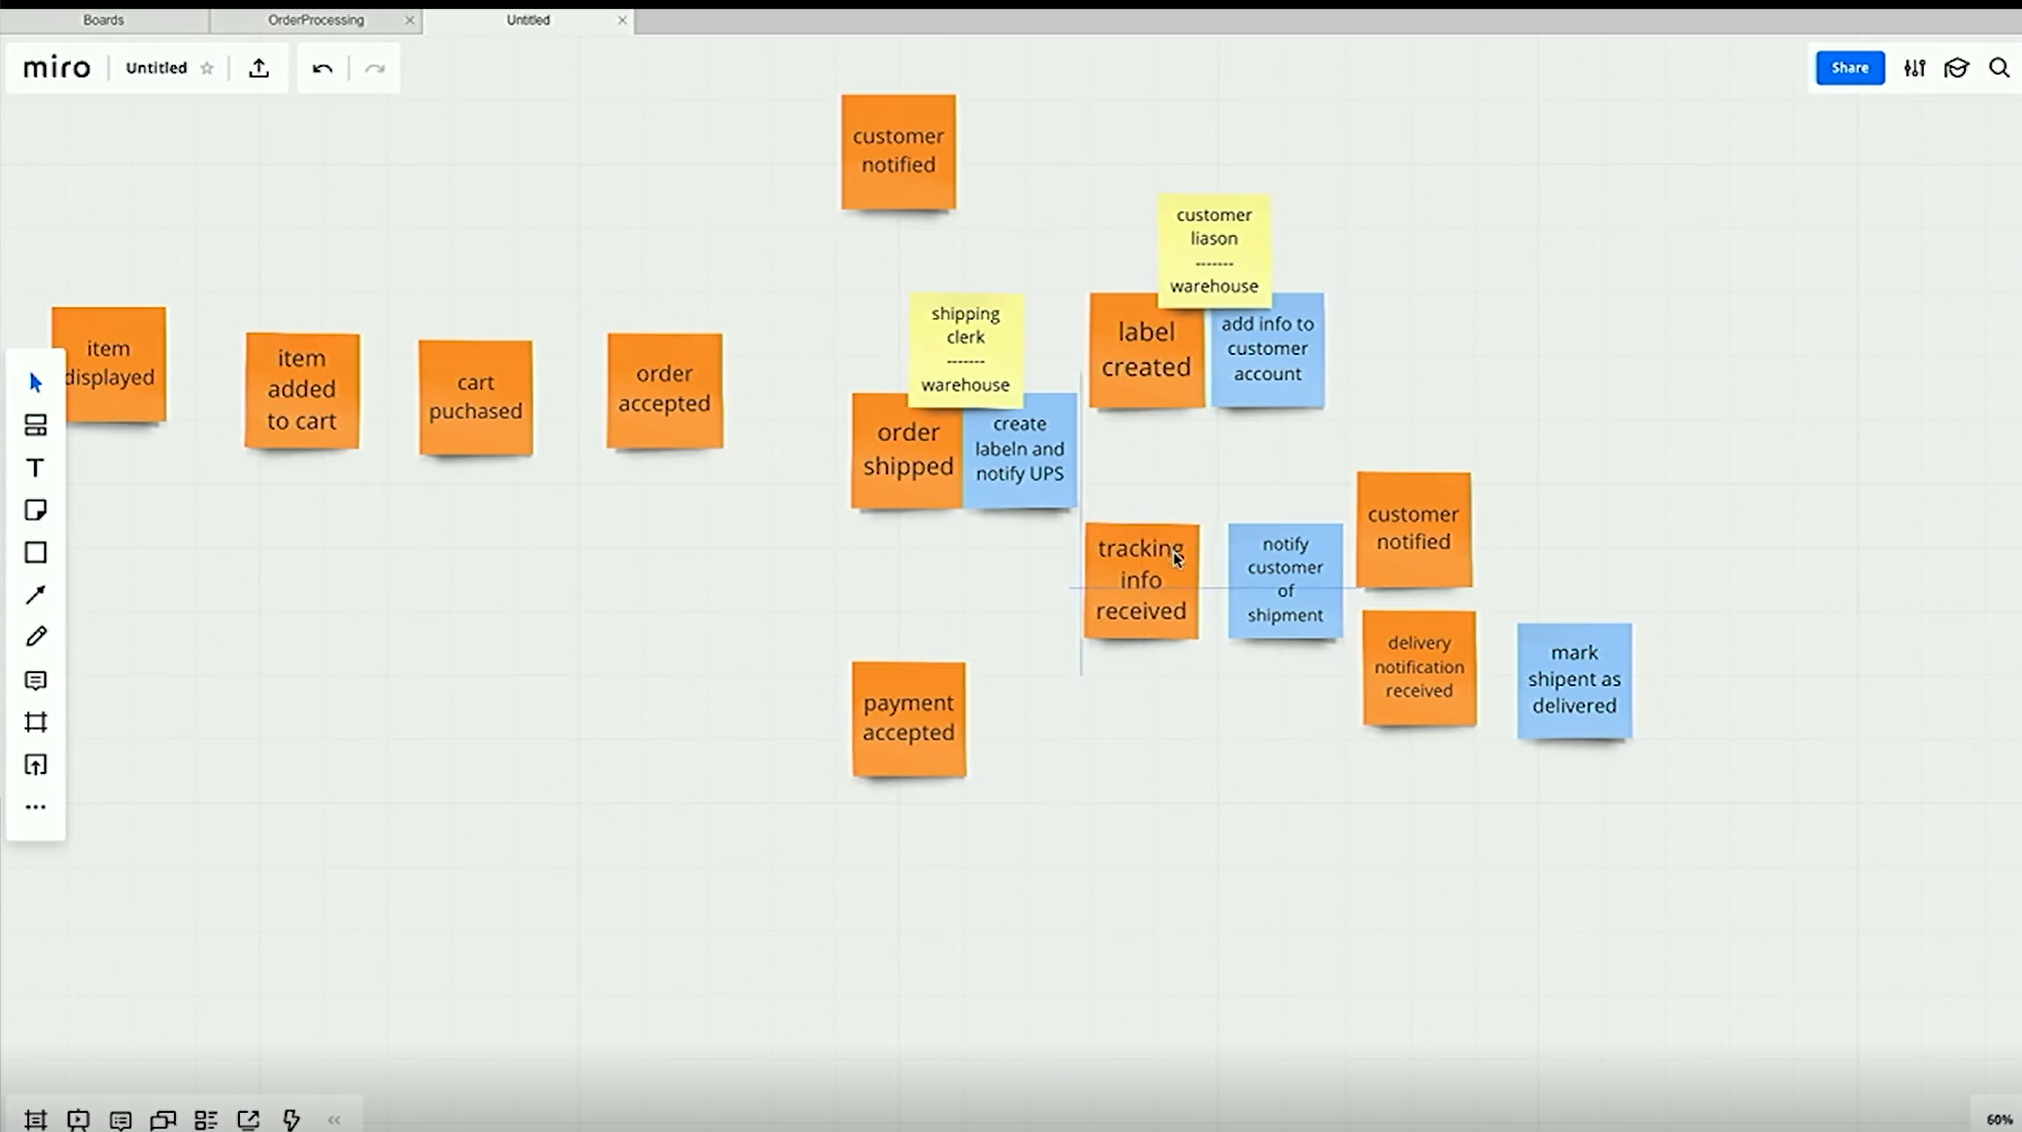 Boards
OrderProcessing
Untitled
miro
Untitled
Share
customer
notified
customer
liason
-------
warehouse
item
displayed
item
added
to cart
cart
puchased
order
accepted
shipping
clerk
-------
warehouse
label
created
add info to
customer
account
order
shipped
create
labeln and
notify UPS
tracking
info
received
notify
customer
of
shipment
customer
notified
delivery
notification
received
mark
shipent as
delivered
payment
accepted
60%